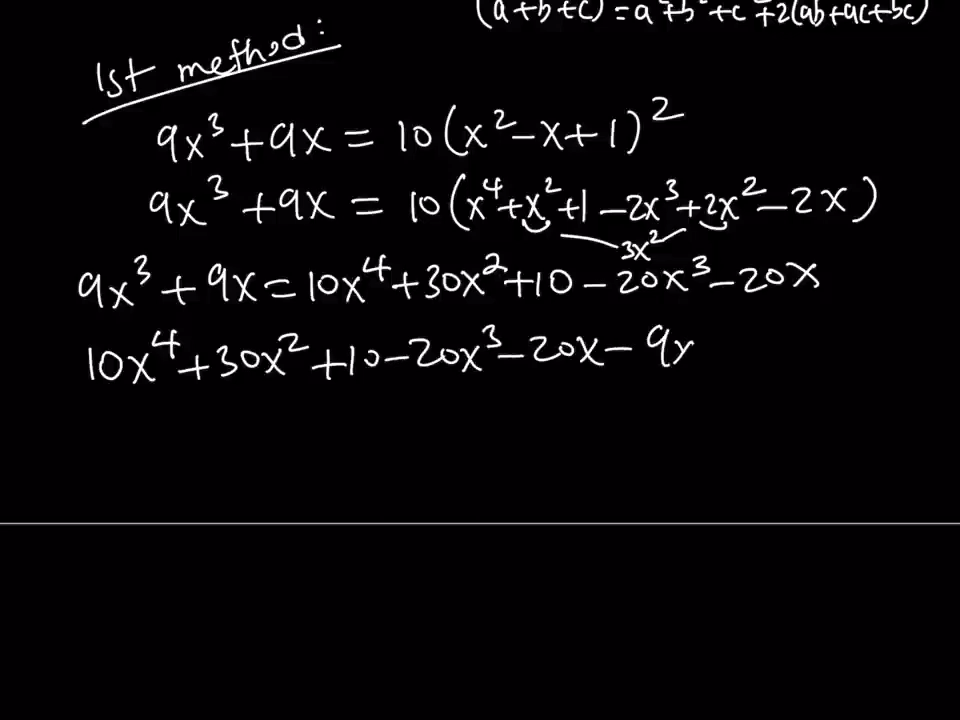 (a+b+c) = a²+b²+c²+2(ab+ac+bc)
1st method:
9x³+9x = 10(x²-x+1)²
9x³+9x = 10(x⁴+x²+1-2x³+2x²-2x)
3x²
9x³+9x = 10x⁴+30x²+10-20x³-20x
10x⁴+30x²+10-20x³-20x-9x